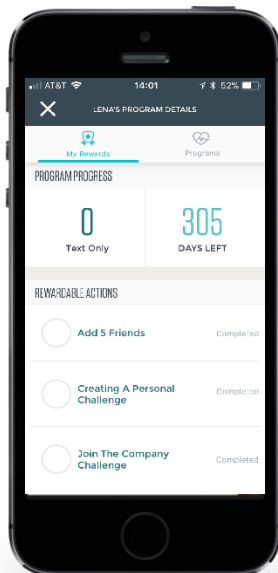 AT&T 14:01 52%
LENA'S PROGRAM DETAILS
My Rewards Programs
PROGRAM PROGRESS
0 305
Text Only DAYS LEFT
REWARDABLE ACTIONS
Add 5 Friends Completed
Creating A Personal
Challenge Completed
Join The Company
Challenge Completed